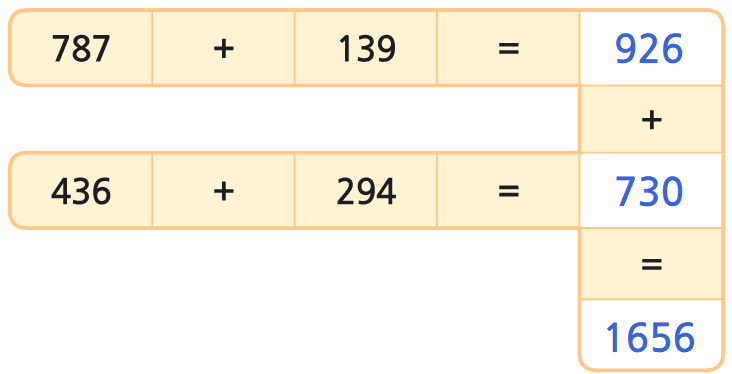 787 + 139 = 926
+
436 + 294 = 730
=
1656